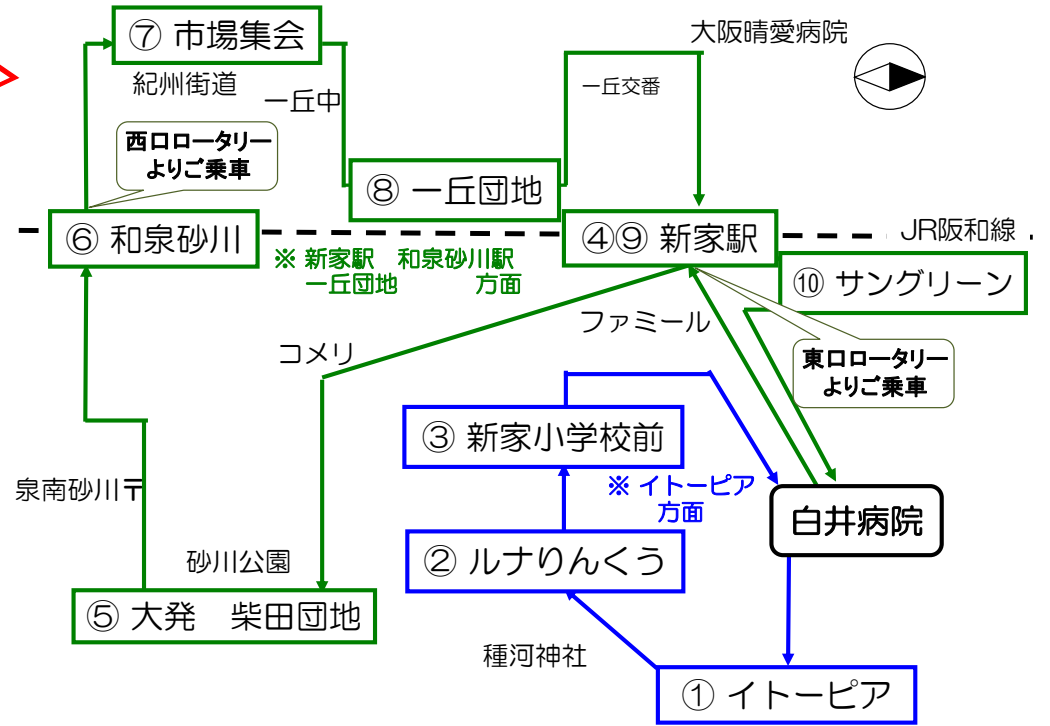 ⑦ 市場集会
大阪晴愛病院
紀州街道
一丘中
一丘交番
西口ロータリー
よりご乗車
⑧ 一丘団地
⑥ 和泉砂川
④⑨ 新家駅
JR阪和線
※ 新家駅　和泉砂川駅
一丘団地　　　　方面
⑩ サングリーン
ファミール
コメリ
東口ロータリー
よりご乗車
③ 新家小学校前
※ イトーピア
方面
泉南砂川〒
白井病院
② ルナりんくう
砂川公園
⑤ 大発　柴田団地
種河神社
① イトーピア